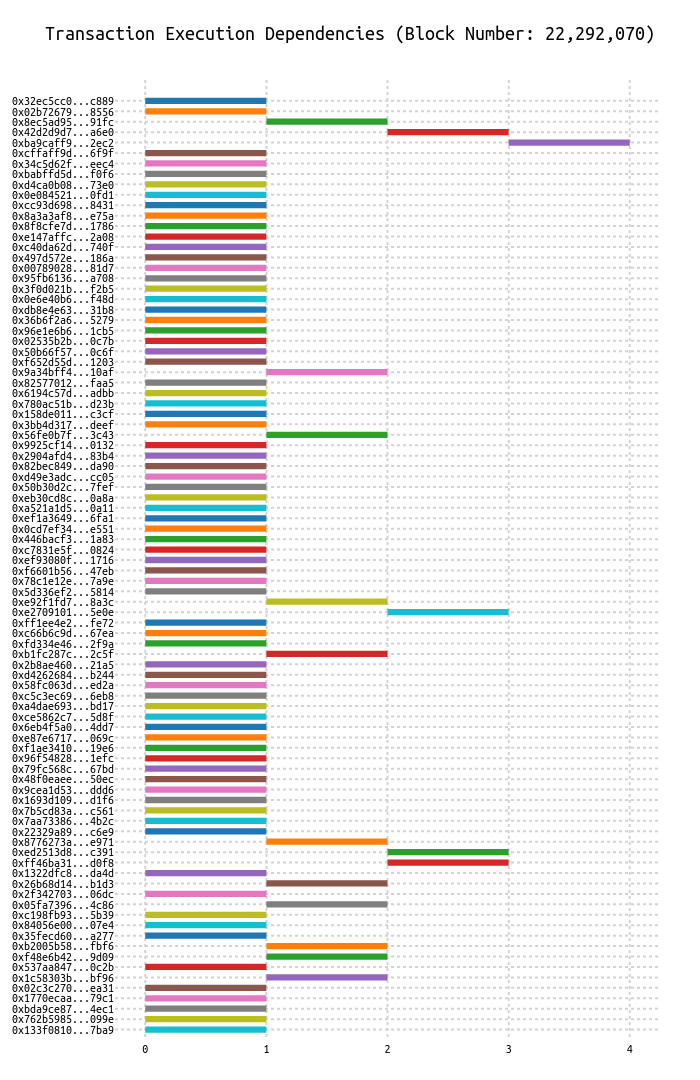 Transaction Execution Dependencies (Block Number: 22,292,070)
0x32ec5cc0...c889
0x02b72679...8556
0x8ec5ad95...91fc
0x42d2d9d7...a6e0
0xba9caff9...2ec2
0xcffaff9d...6f9f
0x34c5d62f...eec4
0xbabffd5d...f0f6
0xd4ca0b08...73e0
0x0e084521...0fd1
0xcc93d698...8431
0x8a3a3af8...e75a
0x8f8cfe7d...1786
0xe147affc...2a08
0xc40da62d...740f
0x497d572e...186a
0x00789028...81d7
0x95fb6136...a708
0x3f0d021b...f2b5
0x0e6e40b6...f48d
0xdb8e4e63...31b8
0x36b6f2a6...5279
0x96e1e6b6...1cb5
0x02535b2b...0c7b
0x50b66f57...0c6f
0xf652d55d...1203
0x9a34bff4...10af
0x82577012...faa5
0x6194c57d...adbb
0x780ac51b...d23b
0x158de011...c3cf
0x3bb4d317...deef
0x56fe0b7f...3c43
0x9925cf14...0132
0x2904afd4...83b4
0x82bec849...da90
0xd49e3adc...cc05
0x50b30d2c...7fef
0xeb30cd8c...0a8a
0xa521a1d5...0a11
0xef1a3649...6fa1
0x0cd7ef34...e551
0x446bacf3...1a83
0xc7831e5f...0824
0xef93080f...1716
0xf6601b56...47eb
0x78c1e12e...7a9e
0x5d336ef2...5814
0xe92f1fd7...8a3c
0xe2709101...5e0e
0xff1ee4e2...fe72
0xc66b6c9d...67ea
0xfd334e46...2f9a
0xb1fc287c...2c5f
0x2b8ae460...21a5
0xd4262684...b244
0x58fc063d...ed2a
0xc5c3ec69...6eb8
0xa4dae693...bd17
0xce5862c7...5d8f
0x6eb4f5a0...4dd7
0xe87e6717...069c
0xf1ae3410...19e6
0x96f54828...1efc
0x79fc568c...67bd
0x48f0eaee...50ec
0x9cea1d53...ddd6
0x1693d109...d1f6
0x7b5cd83a...c561
0x7aa73386...4b2c
0x22329a89...c6e9
0x8776273a...e971
0xed2513d8...c391
0xff46ba31...d0f8
0x1322dfc8...da4d
0x26b68d14...b1d3
0x2f342703...06dc
0x05fa7396...4c86
0xc198fb93...5b39
0x84056e00...07e4
0x35fecd60...a277
0xb2005b58...fbf6
0xf48e6b42...9d09
0x537aa847...0c2b
0x1c58303b...bf96
0x02c3c270...ea31
0x1770ecaa...79c1
0xbda9ce87...4ec1
0x762b5985...099e
0x133f0810...7ba9
0 1 2 3 4